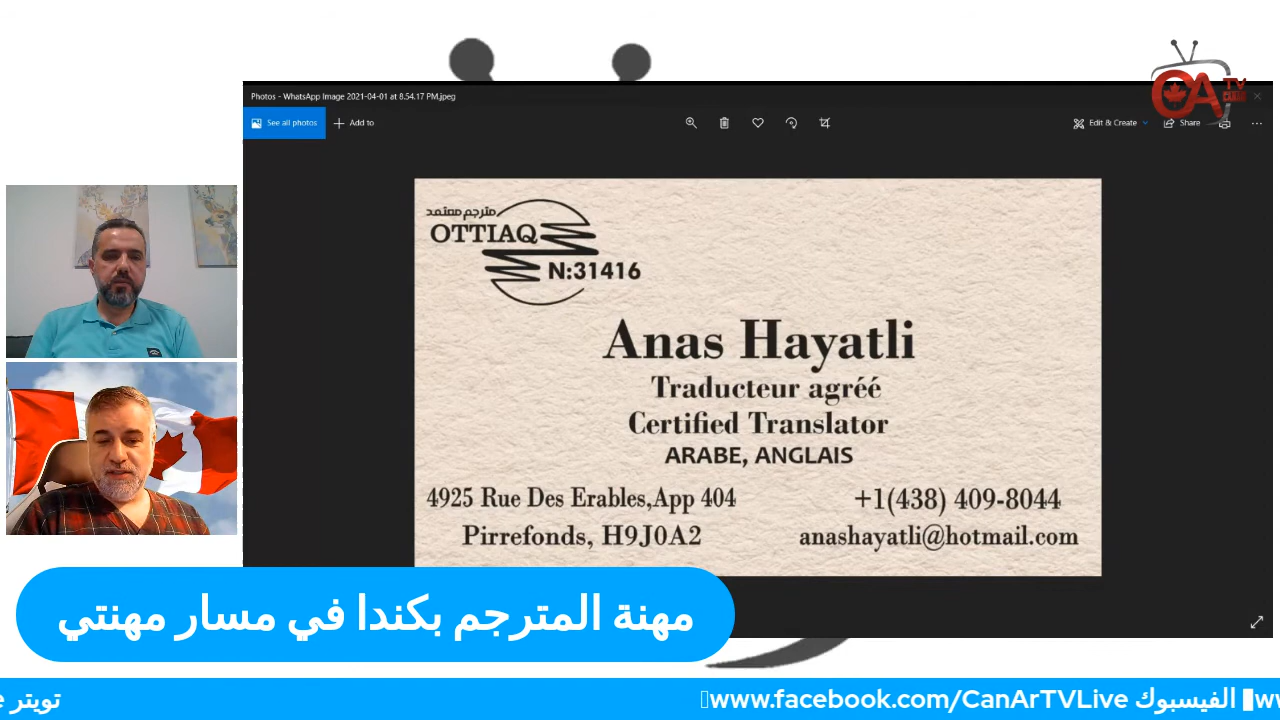 TV
CANAR
Photos - WhatsApp Image 2021-04-01 at 8.54.17 PM.jpeg
See all photos
Add to
Edit & Create
Share
مترجم معتمد
OTTIAQ
N:31416
Anas Hayatli
Traducteur agréé
Certified Translator
ARABE, ANGLAIS
4925 Rue Des Erables,App 404
+1(438) 409-8044
Pirrefonds, H9J0A2
anashayatli@hotmail.com
مهنة المترجم بكندا في مسار مهنتي
الفيسبوك www.facebook.com/CanArTVLive
تويتر